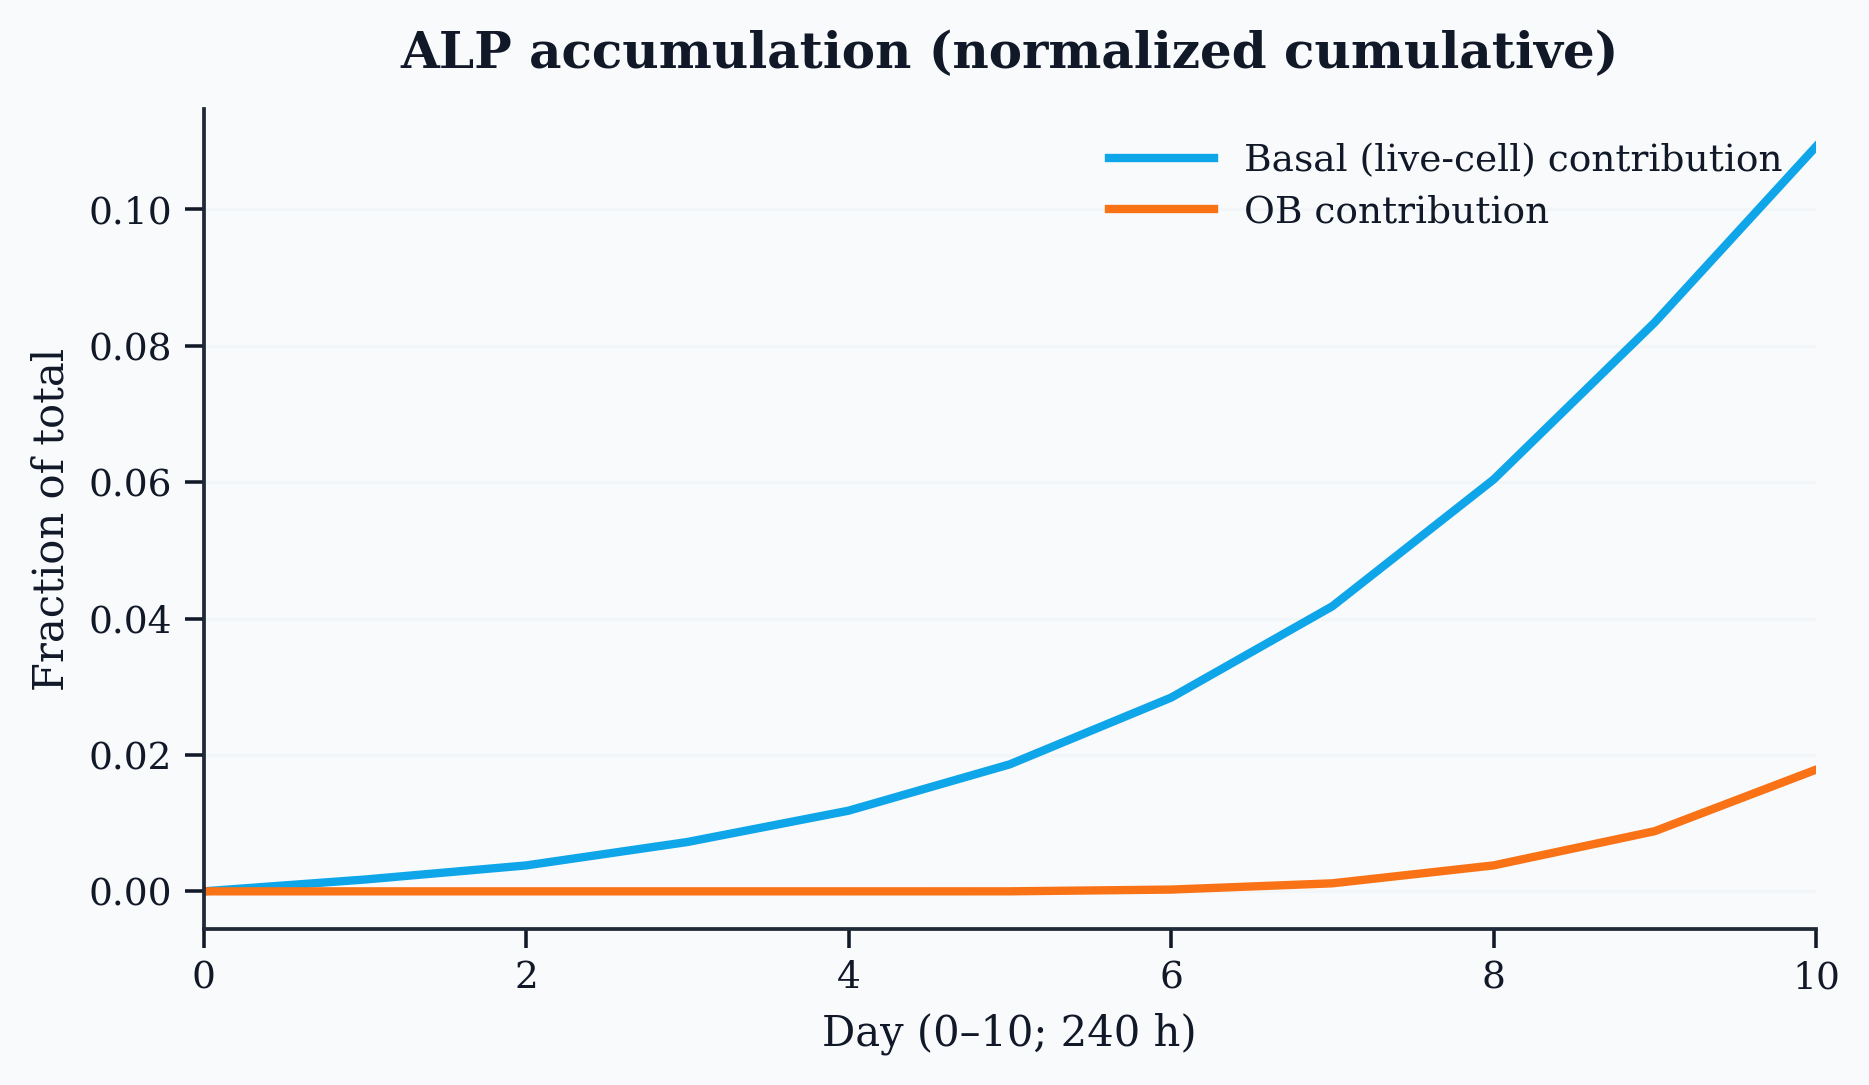 ALP accumulation (normalized cumulative)
Basal (live-cell) contribution
OB contribution
Fraction of total
0.10
0.08
0.06
0.04
0.02
0.00
0 2 4 6 8 10
Day (0–10; 240 h)